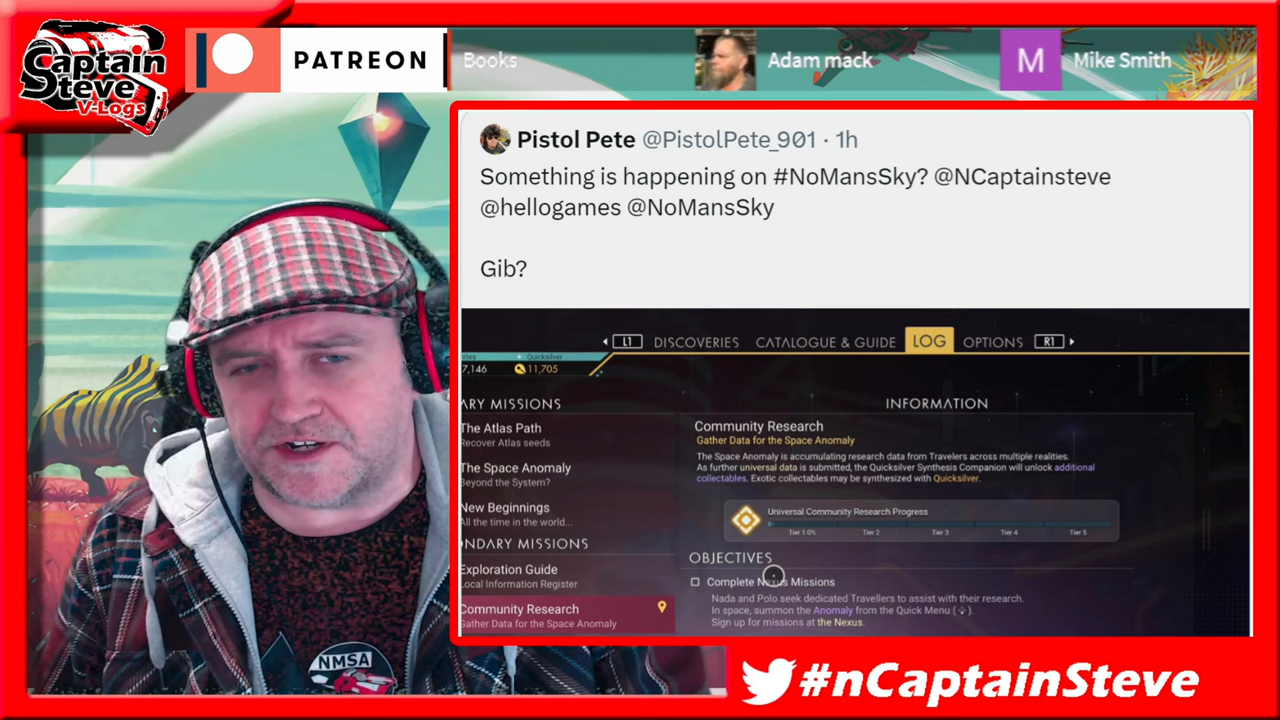 Captain
Steve
V-Logs
PATREON
Books
Adam mack
M
Mike Smith
Pistol Pete @PistolPete_901 · 1h
Something is happening on #NoMansSky? @NCaptainsteve
@hellogames @NoMansSky
Gib?
L1 DISCOVERIES CATALOGUE & GUIDE LOG OPTIONS R1
Quicksilver
7,146 11,705
ARY MISSIONS
The Atlas Path
Recover Atlas seeds
The Space Anomaly
Beyond the System?
New Beginnings
All the time in the world...
ONDARY MISSIONS
Exploration Guide
Local Information Register
Community Research
Gather Data for the Space Anomaly
INFORMATION
Community Research
Gather Data for the Space Anomaly
The Space Anomaly is accumulating research data from Travelers across multiple realities.
As further universal data is submitted, the Quicksilver Synthesis Companion will unlock additional
collectables. Exotic collectables may be synthesized with Quicksilver.
Universal Community Research Progress
Tier 1 0% Tier 2 Tier 3 Tier 4 Tier 5
OBJECTIVES
Complete Nexus Missions
Nada and Polo seek dedicated Travellers to assist with their research.
In space, summon the Anomaly from the Quick Menu ( ).
Sign up for missions at the Nexus.
NMSA
#nCaptainSteve